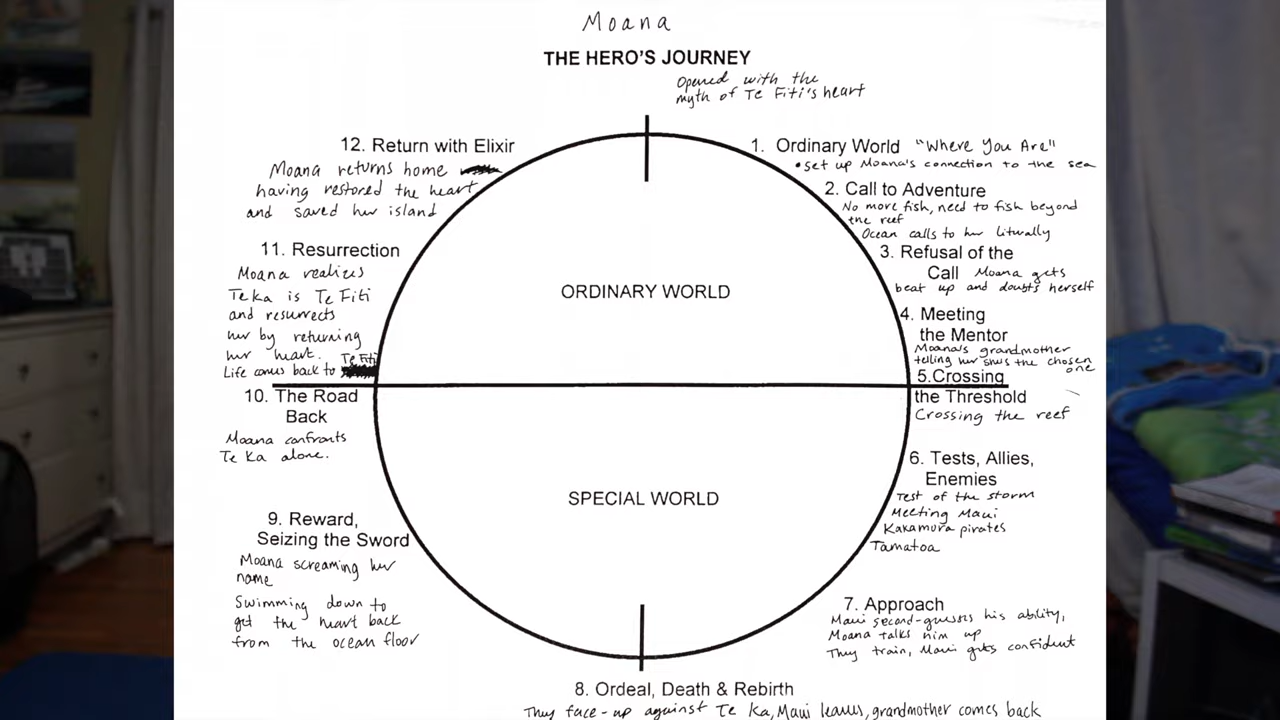 Moana
THE HERO'S JOURNEY
Opened with the
myth of Te Fiti's heart
1. Ordinary World "Where You Are"
•set up Moana's connection to the sea
2. Call to Adventure
No more fish, need to fish beyond
the reef
Ocean calls to her literally
3. Refusal of the
Call Moana gets
beat up and doubts herself
4. Meeting
the Mentor
Moana's grandmother
telling her she's the chosen
one
5.Crossing
the Threshold
Crossing the reef
6. Tests, Allies,
Enemies
Test of the storm
Meeting Maui
Kakamura pirates
Tamatoa
7. Approach
Maui second-guesses his ability,
Moana talks him up
They train, Maui gets confident
8. Ordeal, Death & Rebirth
They face-up against Te Ka, Maui leaves, grandmother comes back
9. Reward,
Seizing the Sword
Moana screaming her
name
Swimming down to
get the heart back
from the ocean floor
10. The Road
Back
Moana confronts
Te Ka alone.
11. Resurrection
Moana realizes
Te Ka is Te Fiti
and resurrects
her by returning
her heart.
Life comes back to Te Fiti
12. Return with Elixir
Moana returns home
having restored the heart
and saved her island
ORDINARY WORLD
SPECIAL WORLD